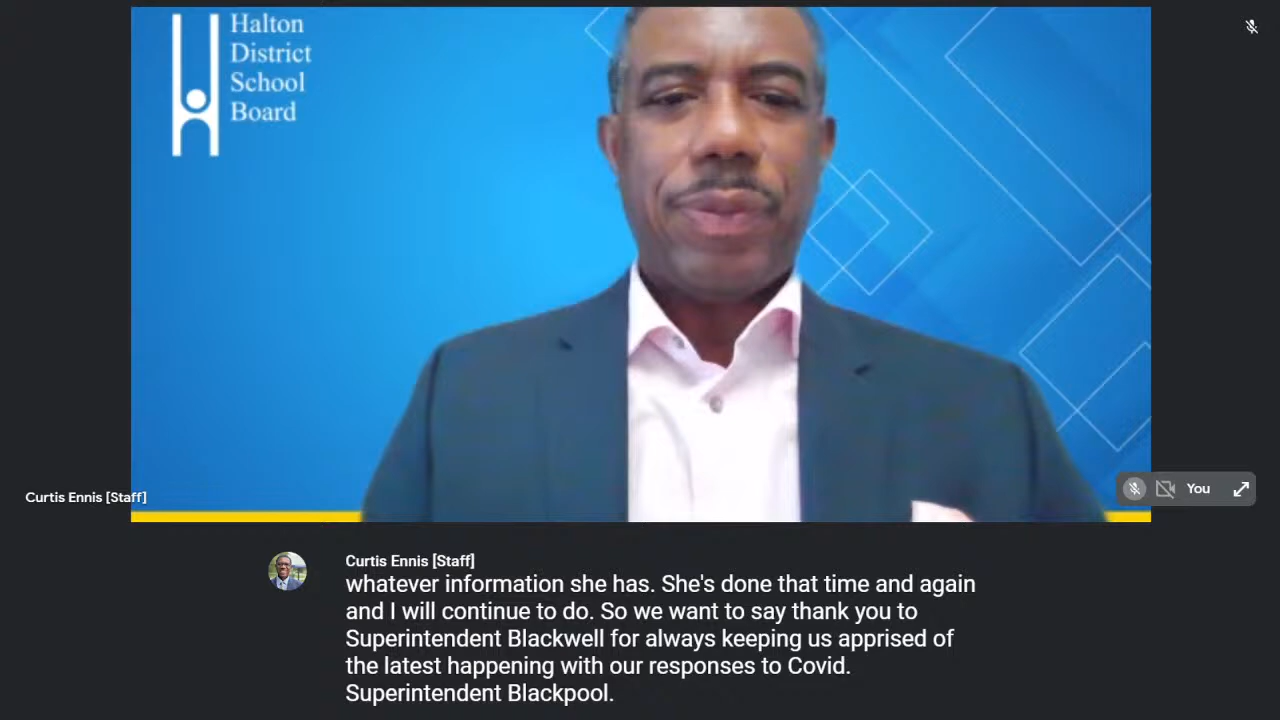 Halton
District
School
Board
Curtis Ennis [Staff]
You
Curtis Ennis [Staff]
whatever information she has. She's done that time and again
and I will continue to do. So we want to say thank you to
Superintendent Blackwell for always keeping us apprised of
the latest happening with our responses to Covid.
Superintendent Blackpool.